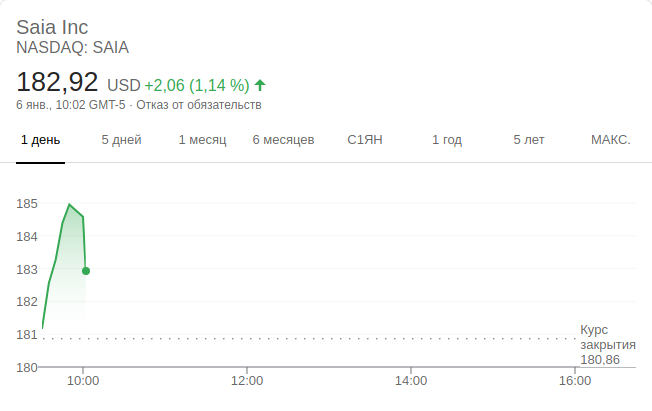 Saia Inc
NASDAQ: SAIA
182,92 USD +2,06 (1,14 %)
6 янв., 10:02 GMT-5 · Отказ от обязательств
1 день 5 дней 1 месяц 6 месяцев С1ЯН 1 год 5 лет МАКС.
185
184
183
182
181
180
Курс
закрытия
180,86
10:00 12:00 14:00 16:00